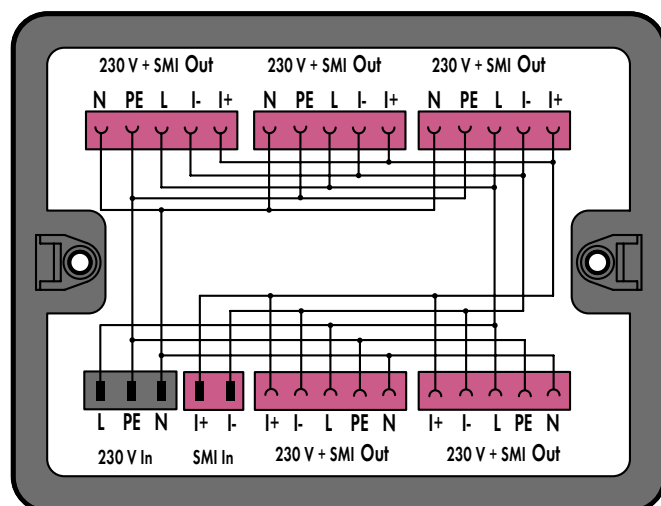 230 V + SMI Out 230 V + SMI Out 230 V + SMI Out
N PE L I- I+ N PE L I- I+ N PE L I- I+
L PE N I+ I- I+ I- L PE N I+ I- L PE N
230 V In SMI In 230 V + SMI Out 230 V + SMI Out